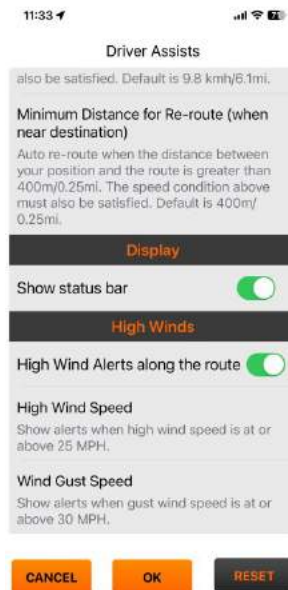 11:33
Driver Assists
also be satisfied. Default is 9.8 kmh/6.1mi.
Minimum Distance for Re-route (when
near destination)
Auto re-route when the distance between
your position and the route is greater than
400m/0.25mi. The speed condition above
must also be satisfied. Default is 400m/
0.25mi.
Display
Show status bar
High Winds
High Wind Alerts along the route
High Wind Speed
Show alerts when high wind speed is at or
above 25 MPH.
Wind Gust Speed
Show alerts when gust wind speed is at or
above 30 MPH.
CANCEL OK RESET